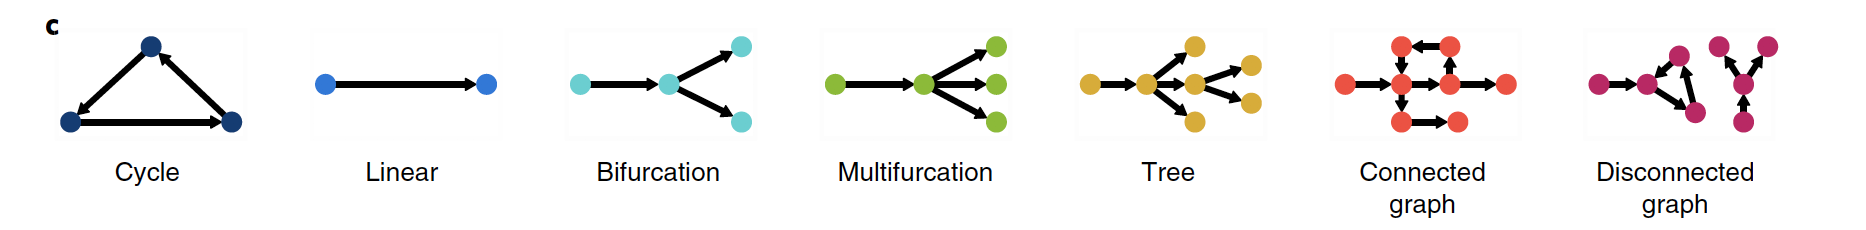 c
Cycle
Linear
Bifurcation
Multifurcation
Tree
Connected
graph
Disconnected
graph